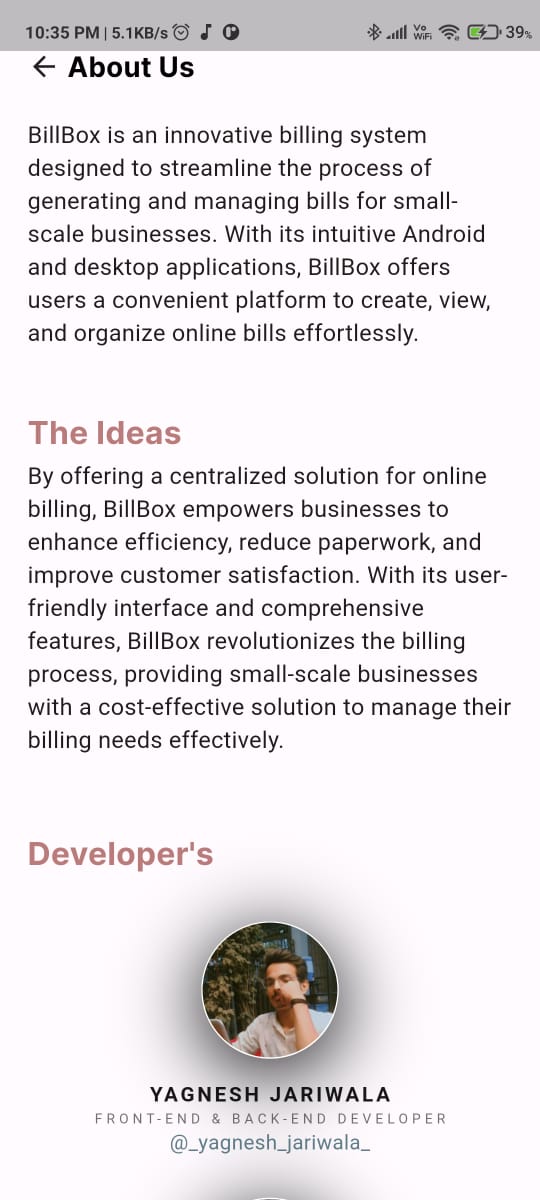 10:35 PM | 5.1KB/s
Vo
WiFi
39%
About Us
BillBox is an innovative billing system
designed to streamline the process of
generating and managing bills for small-
scale businesses. With its intuitive Android
and desktop applications, BillBox offers
users a convenient platform to create, view,
and organize online bills effortlessly.
The Ideas
By offering a centralized solution for online
billing, BillBox empowers businesses to
enhance efficiency, reduce paperwork, and
improve customer satisfaction. With its user-
friendly interface and comprehensive
features, BillBox revolutionizes the billing
process, providing small-scale businesses
with a cost-effective solution to manage their
billing needs effectively.
Developer's
YAGNESH JARIWALA
FRONT-END & BACK-END DEVELOPER
@_yagnesh_jariwala_